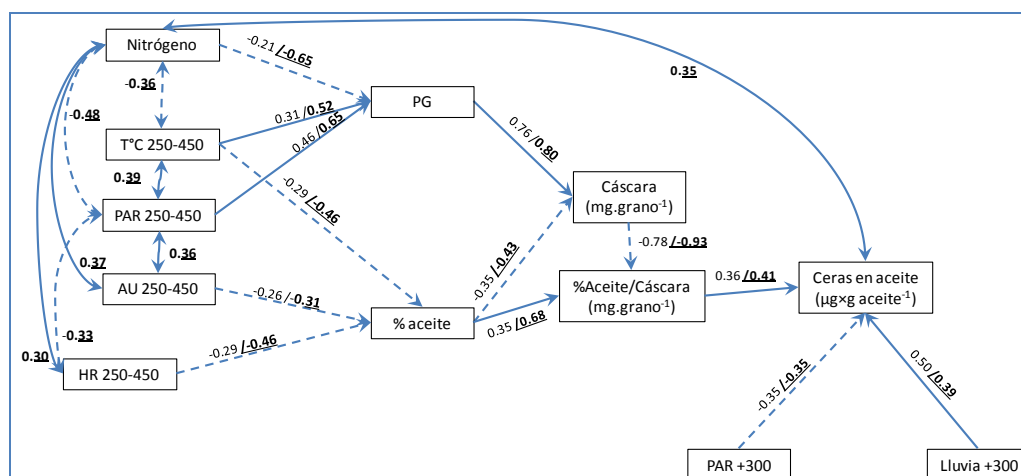 Nitrógeno
-0.21 /-0.65
0.35
-0.36
PG
-0.48
0.31 /0.52
0.46 /0.65
T°C 250-450
0.76 /0.80
0.39
-0.29 /-0.46
Cáscara
(mg.grano-1)
PAR 250-450
-0.78 /-0.93
0.37
0.36
-0.35 /-0.43
AU 250-450
-0.26 /-0.31
%Aceite/Cáscara
(mg.grano-1)
0.36 /0.41
Ceras en aceite
(µg×g aceite-1)
% aceite
0.35 /0.68
-0.33
0.30
-0.29 /-0.46
HR 250-450
-0.35 /-0.35
0.50 /0.39
PAR +300
Lluvia +300